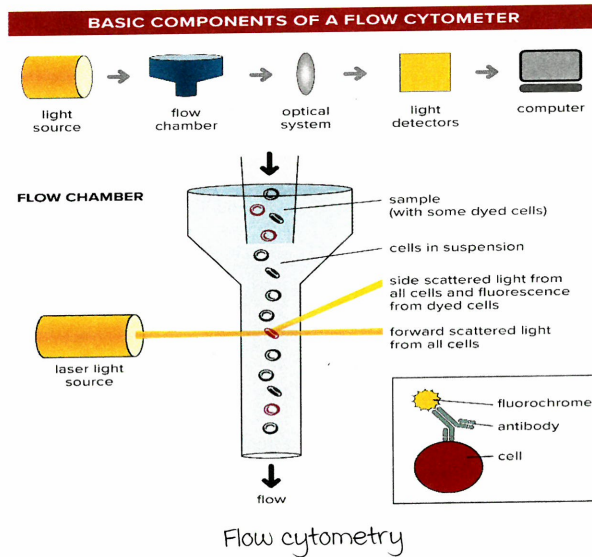 BASIC COMPONENTS OF A FLOW CYTOMETER
light
source
flow
chamber
optical
system
light
detectors
computer
FLOW CHAMBER
sample
(with some dyed cells)
cells in suspension
side scattered light from
all cells and fluorescence
from dyed cells
forward scattered light
from all cells
laser light
source
fluorochrome
antibody
cell
flow
Flow cytometry